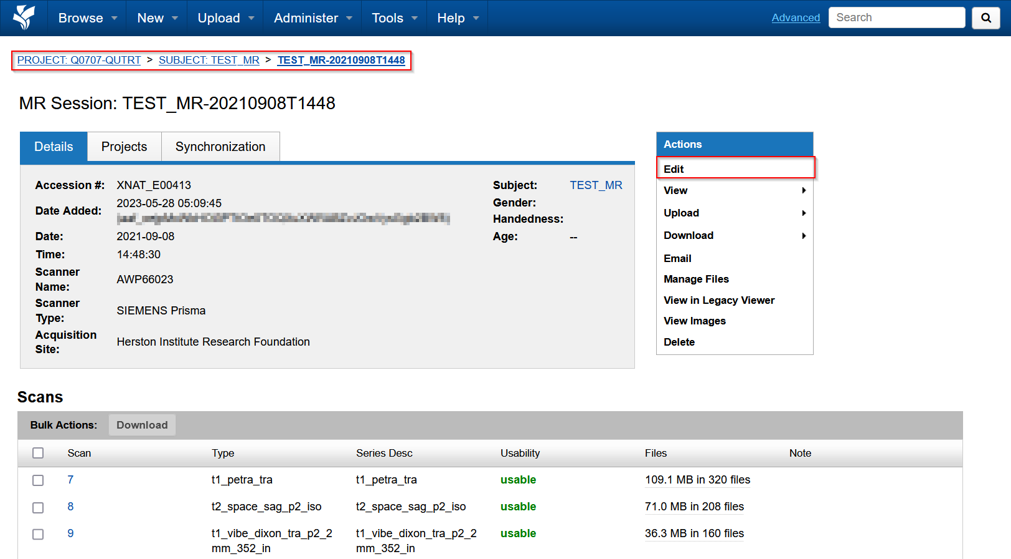 Browse New Upload Administer Tools Help Advanced Search
PROJECT: Q0707-QUTRT > SUBJECT: TEST_MR > TEST_MR-20210908T1448
MR Session: TEST_MR-20210908T1448
Details Projects Synchronization
Accession #: XNAT_E00413
Date Added: 2023-05-28 05:09:45
Date: 2021-09-08
Time: 14:48:30
Scanner
Name: AWP66023
Scanner
Type: SIEMENS Prisma
Acquisition
Site: Herston Institute Research Foundation
Subject: TEST_MR
Gender:
Handedness:
Age: --
Actions
Edit
View
Upload
Download
Email
Manage Files
View in Legacy Viewer
View Images
Delete
Scans
Bulk Actions: Download
Scan Type Series Desc Usability Files Note
7 t1_petra_tra t1_petra_tra usable 109.1 MB in 320 files
8 t2_space_sag_p2_iso t2_space_sag_p2_iso usable 71.0 MB in 208 files
9 t1_vibe_dixon_tra_p2_2 t1_vibe_dixon_tra_p2_2 usable 36.3 MB in 160 files
mm_352_in mm_352_in